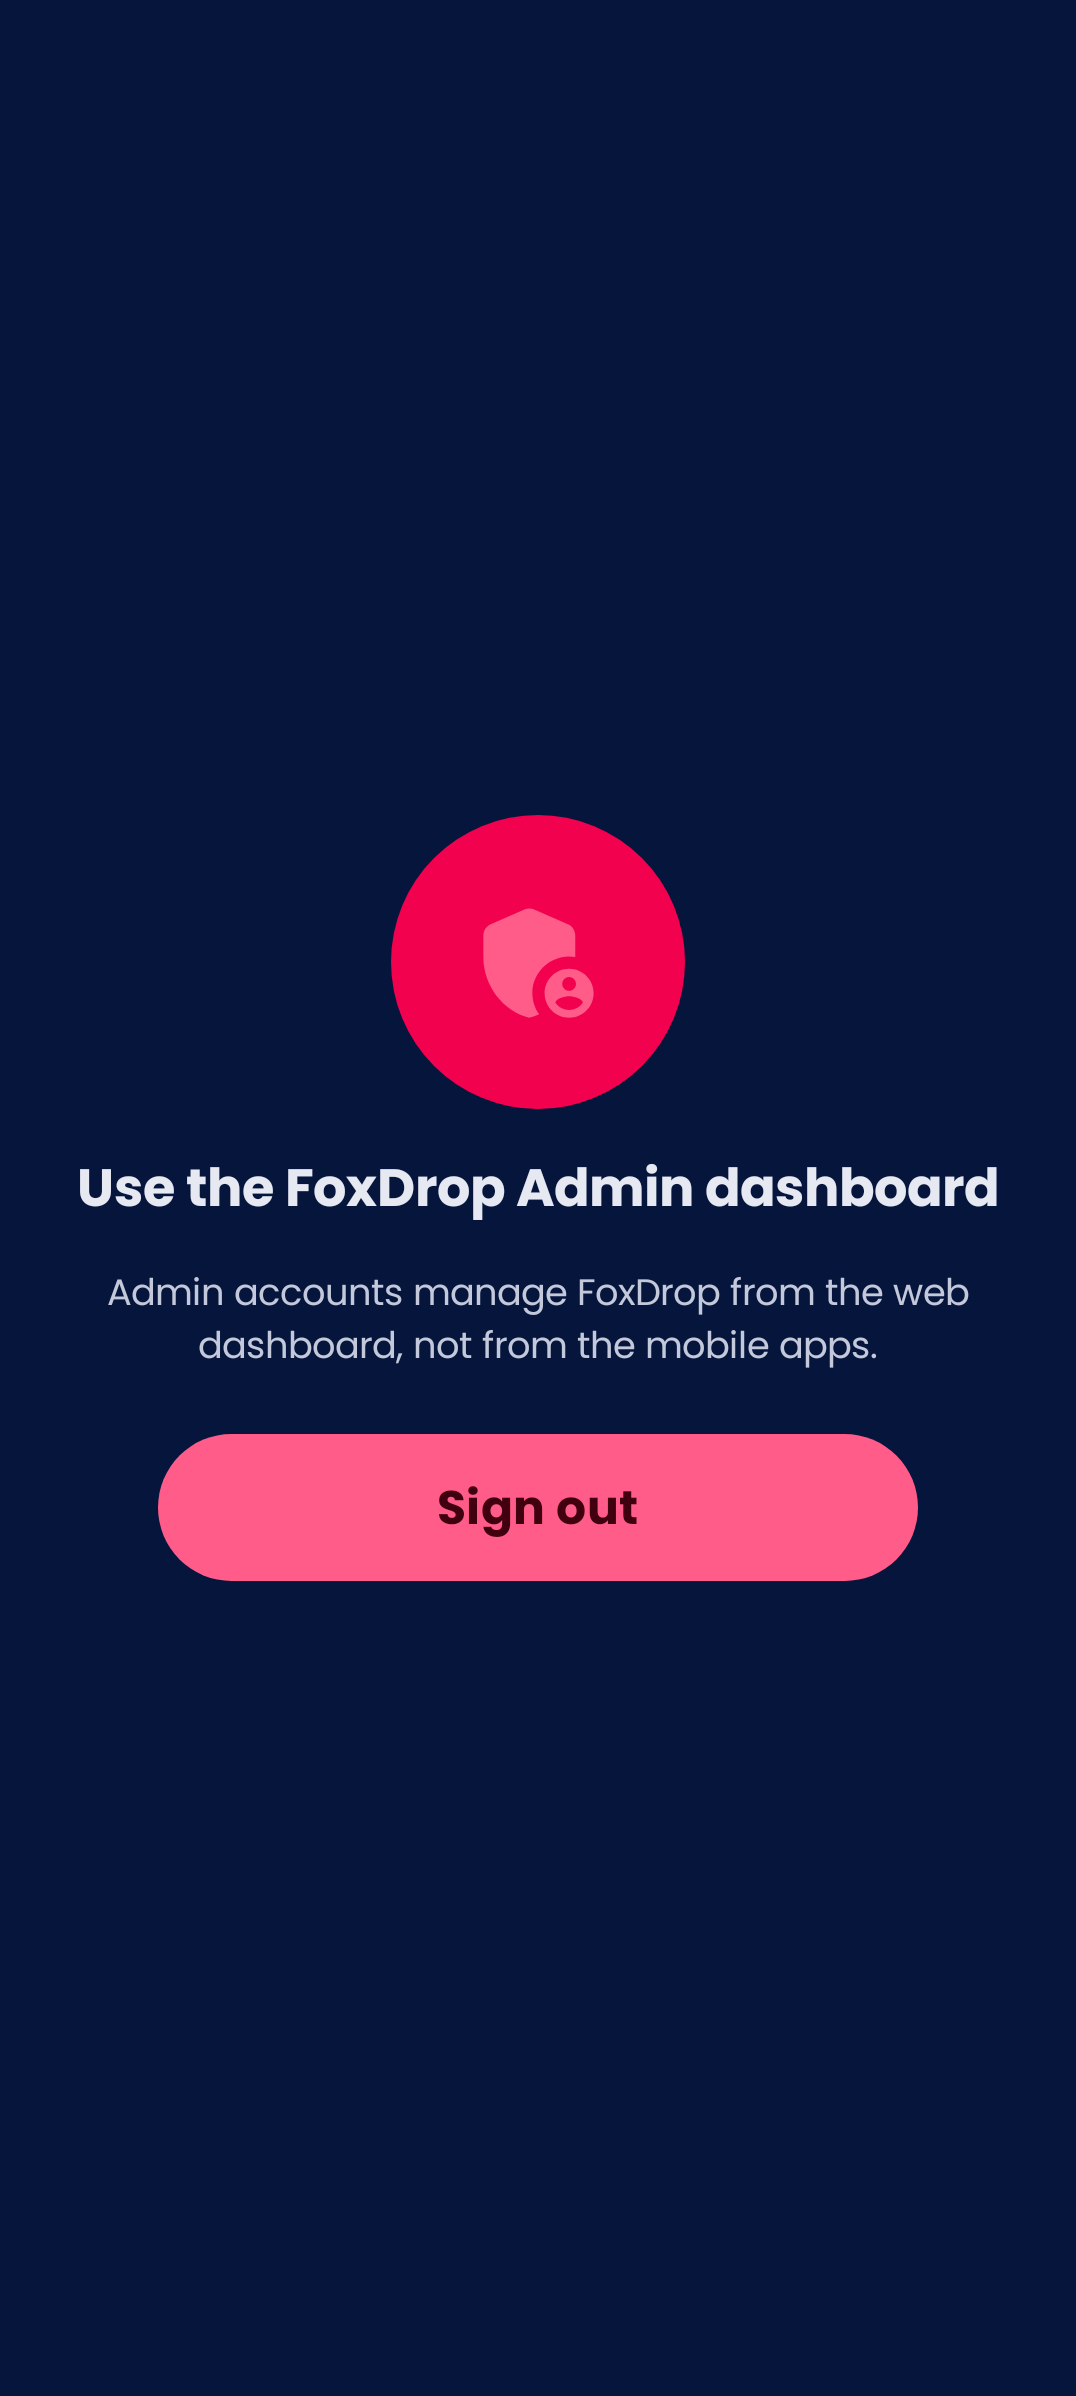 Use the FoxDrop Admin dashboard
Admin accounts manage FoxDrop from the web
dashboard, not from the mobile apps.
Sign out